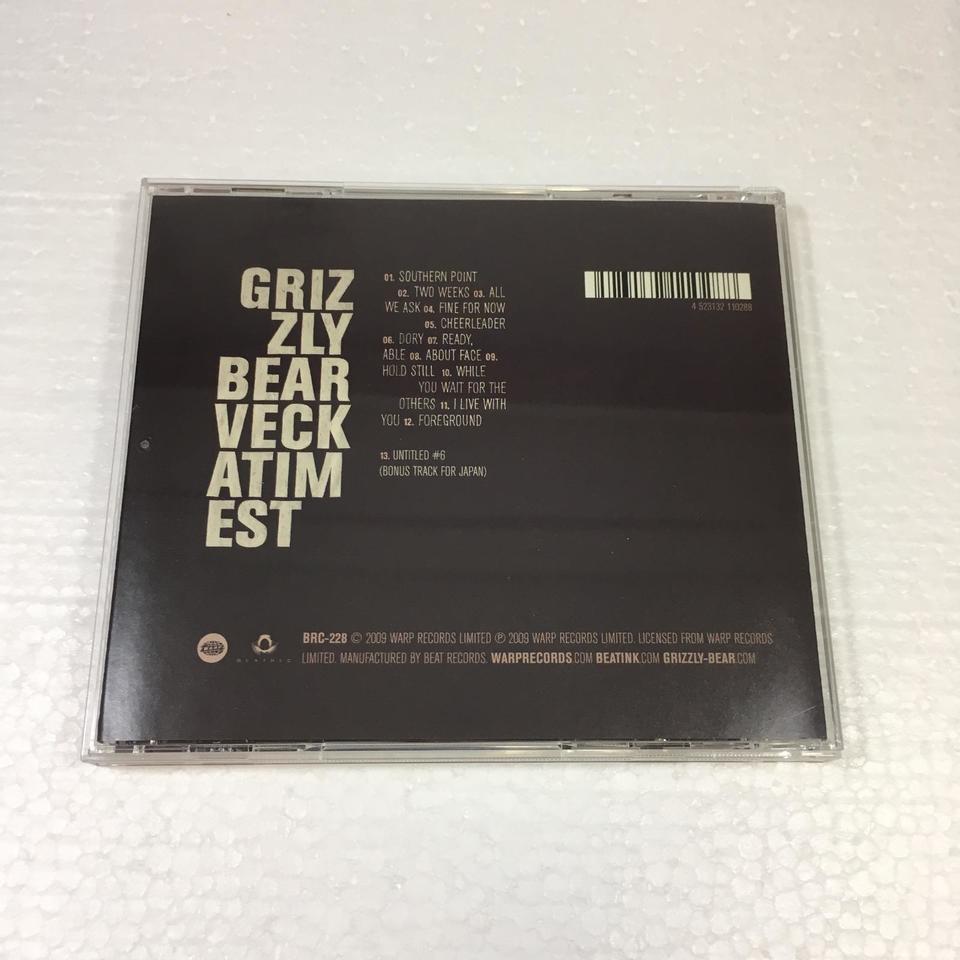 GRIZ
ZLY
BEAR
VECK
ATIM
EST
01. SOUTHERN POINT
02. TWO WEEKS 03. ALL
WE ASK 04. FINE FOR NOW
05. CHEERLEADER
06. DORY 07. READY,
ABLE 08. ABOUT FACE 09.
HOLD STILL 10. WHILE
YOU WAIT FOR THE
OTHERS 11. I LIVE WITH
YOU 12. FOREGROUND
13. UNTITLED #6
(BONUS TRACK FOR JAPAN)
4 523132 110288
BRC-228 © 2009 WARP RECORDS LIMITED ℗ 2009 WARP RECORDS LIMITED. LICENSED FROM WARP RECORDS
LIMITED. MANUFACTURED BY BEAT RECORDS. WARPRECORDS.COM BEATINK.COM GRIZZLY-BEAR.COM